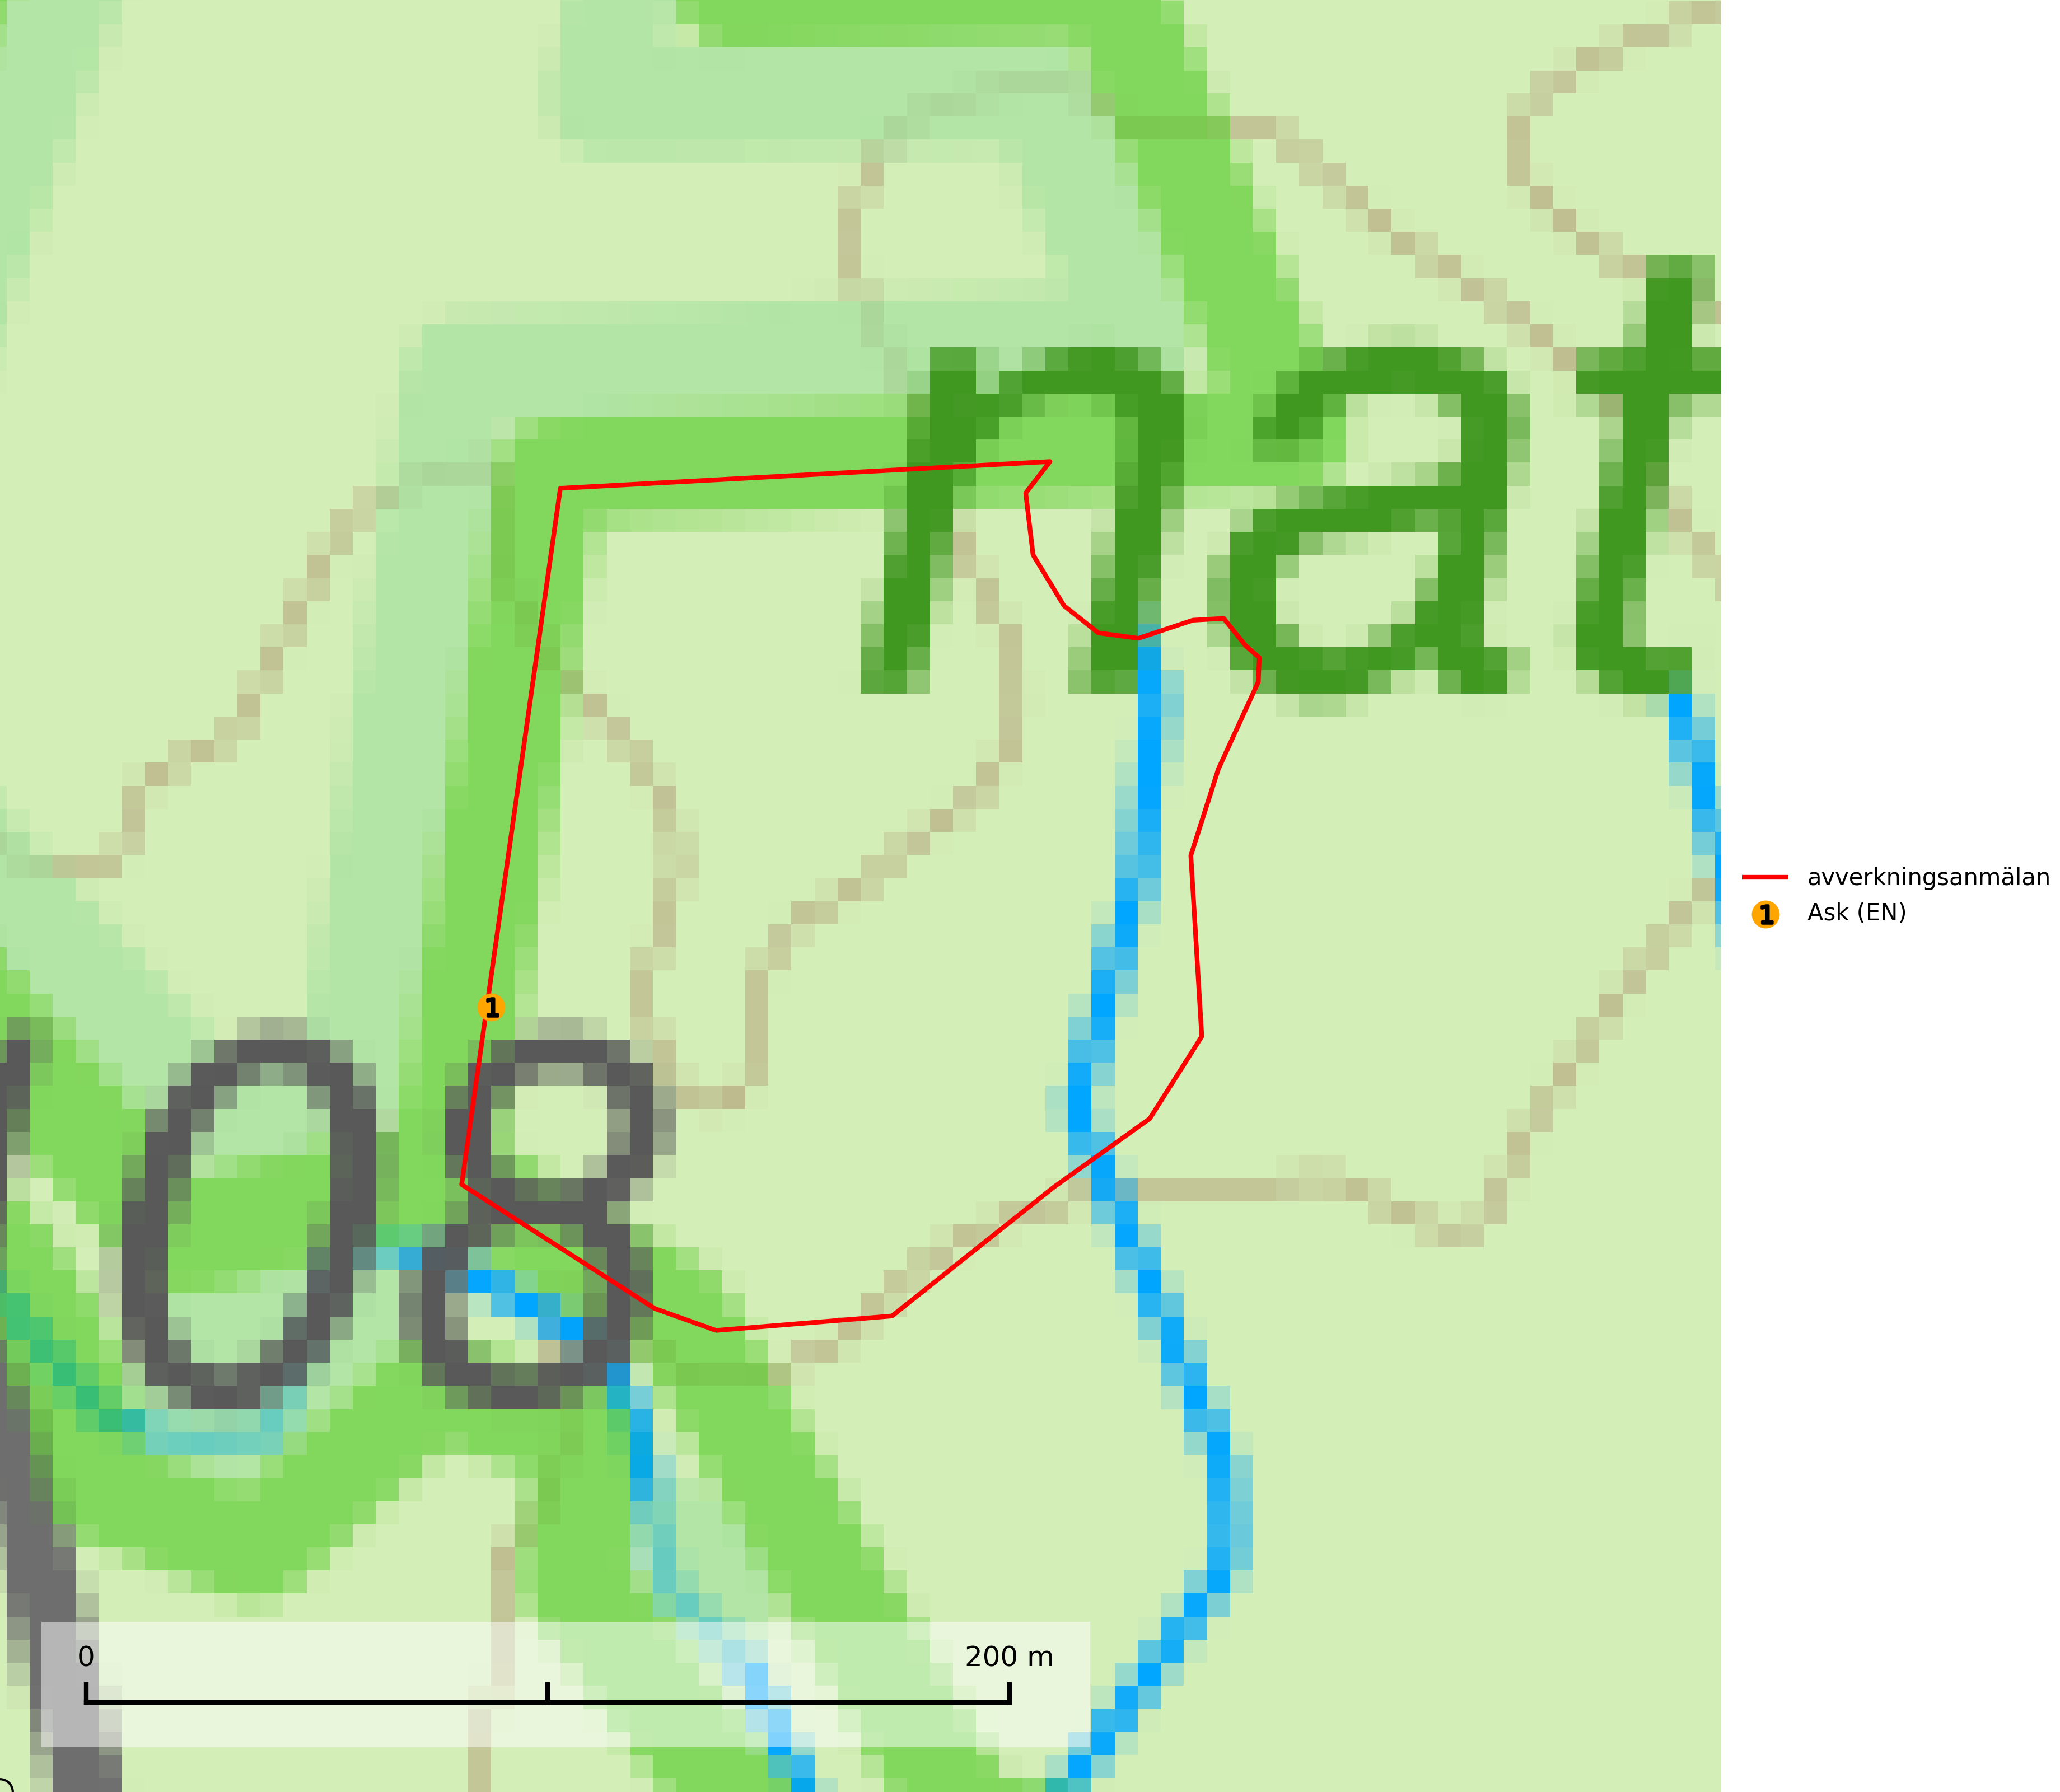 nat
08
avverkningsanmälan
1 Ask (EN)
1
0 200 m